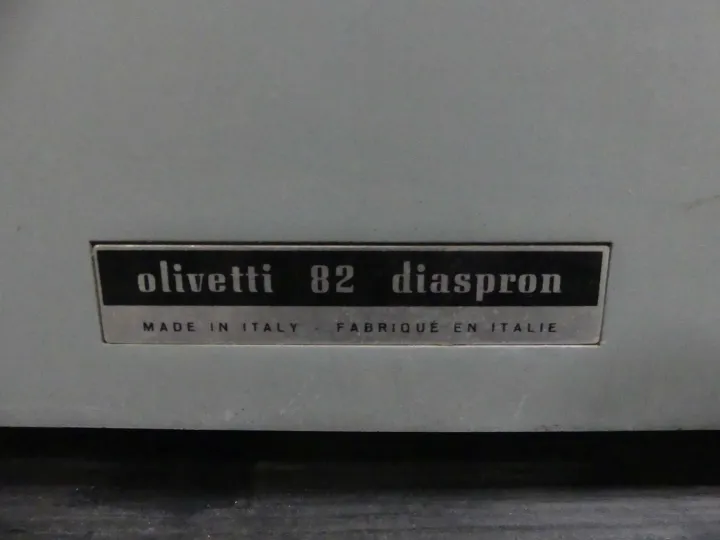 olivetti 82 diaspron
MADE IN ITALY - FABRIQUÉ EN ITALIE